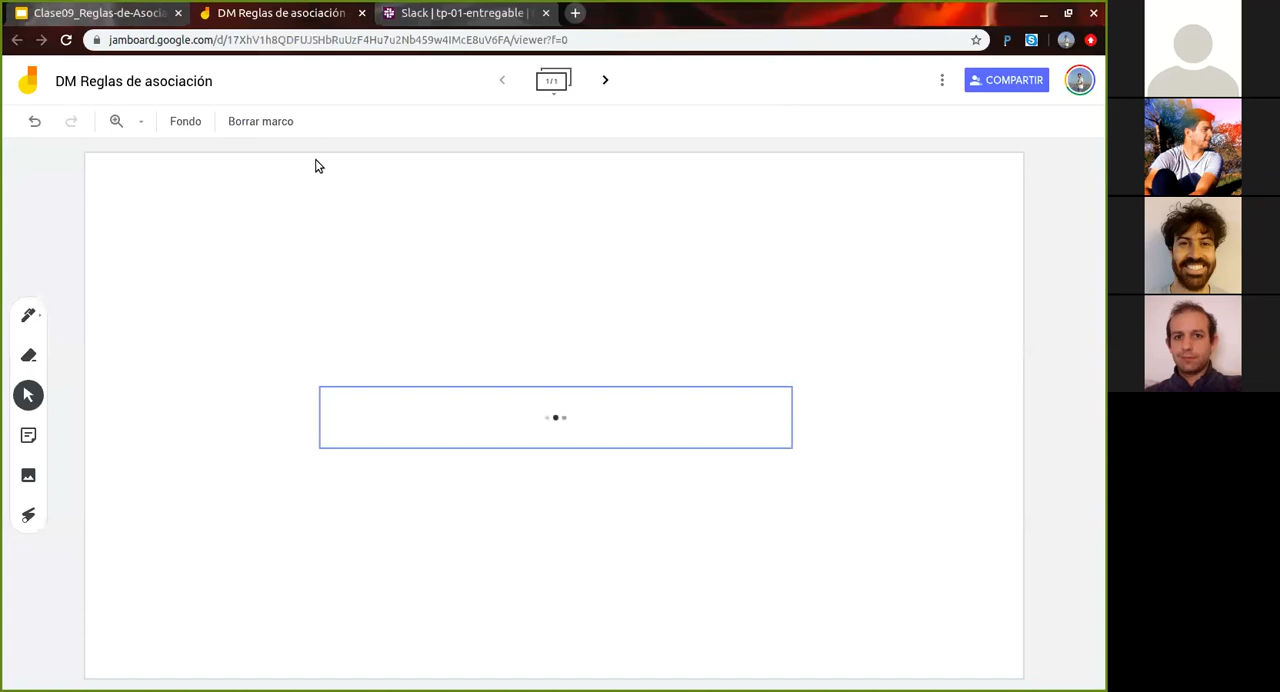 Clase09_Reglas-de-Asocia
DM Reglas de asociación
Slack | tp-01-entregable |
jamboard.google.com/d/17XhV1h8QDFUJSHbRuUzF4Hu7u2Nb459w4IMcE8uV6FA/viewer?f=0
DM Reglas de asociación
1/1
COMPARTIR
Fondo
Borrar marco